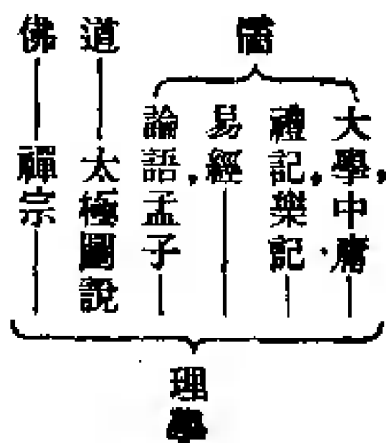 儒
大學,中庸
禮記,樂記
易經
論語,孟子
道
太極圖說
佛
禪宗
理學